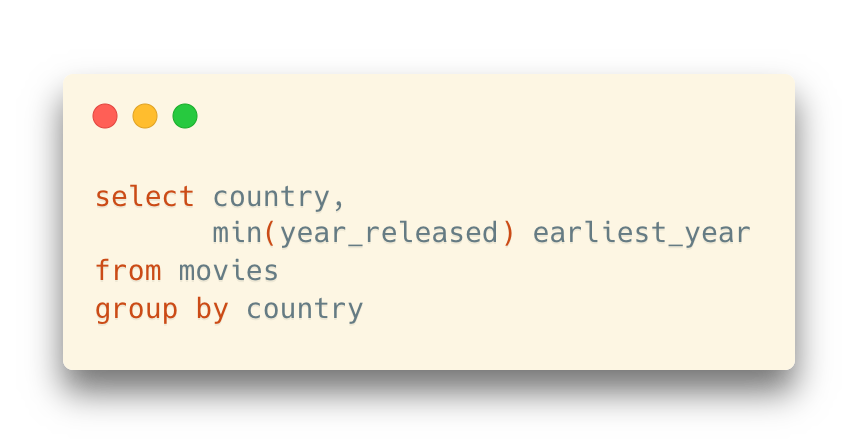 select country,
       min(year_released) earliest_year
from movies
group by country